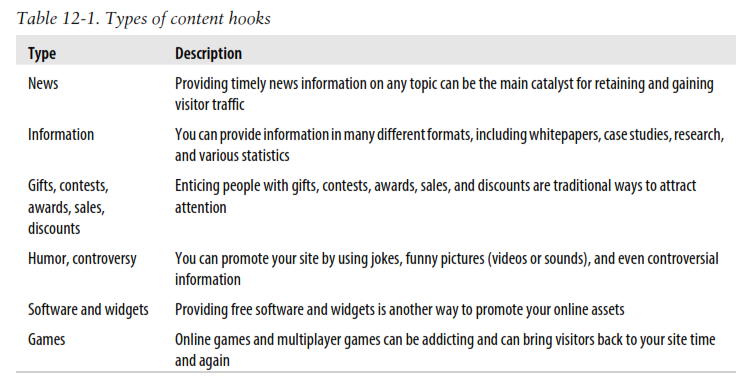 Table 12-1. Types of content hooks
Type Description
News Providing timely news information on any topic can be the main catalyst for retaining and gaining
visitor traffic
Information You can provide information in many different formats, including whitepapers, case studies, research,
and various statistics
Gifts, contests, Enticing people with gifts, contests, awards, sales, and discounts are traditional ways to attract
awards, sales, attention
discounts
Humor, controversy You can promote your site by using jokes, funny pictures (videos or sounds), and even controversial
information
Software and widgets Providing free software and widgets is another way to promote your online assets
Games Online games and multiplayer games can be addicting and can bring visitors back to your site time
and again